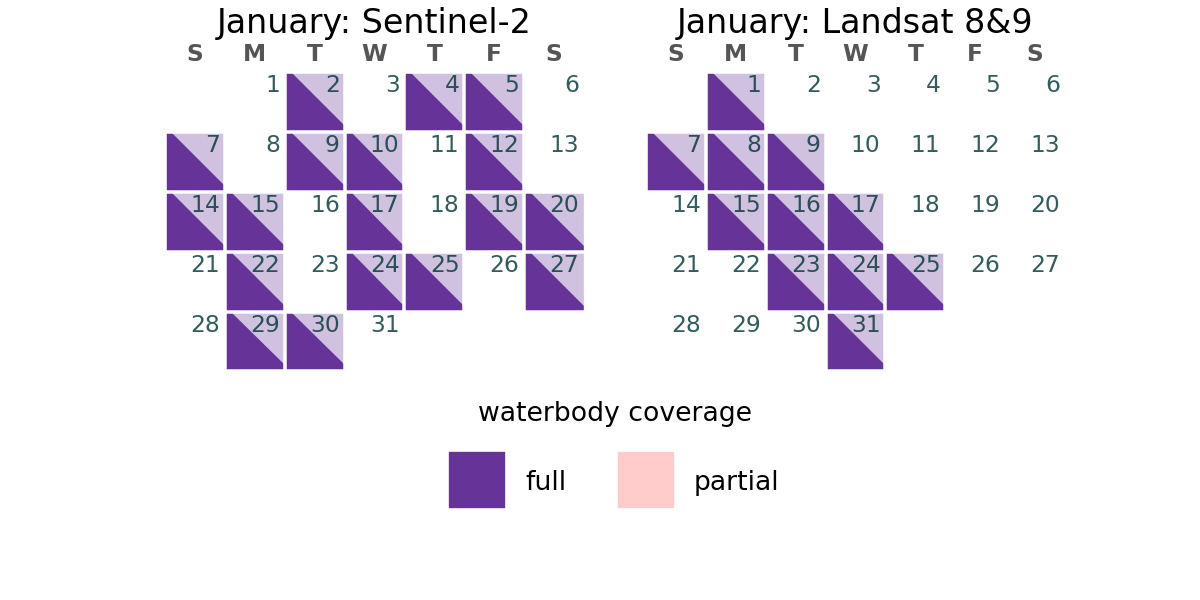 January: Sentinel-2
S M T W T F S
1 2 3 4 5 6
7 8 9 10 11 12 13
14 15 16 17 18 19 20
21 22 23 24 25 26 27
28 29 30 31
January: Landsat 8&9
S M T W T F S
1 2 3 4 5 6
7 8 9 10 11 12 13
14 15 16 17 18 19 20
21 22 23 24 25 26 27
28 29 30 31
waterbody coverage
full partial